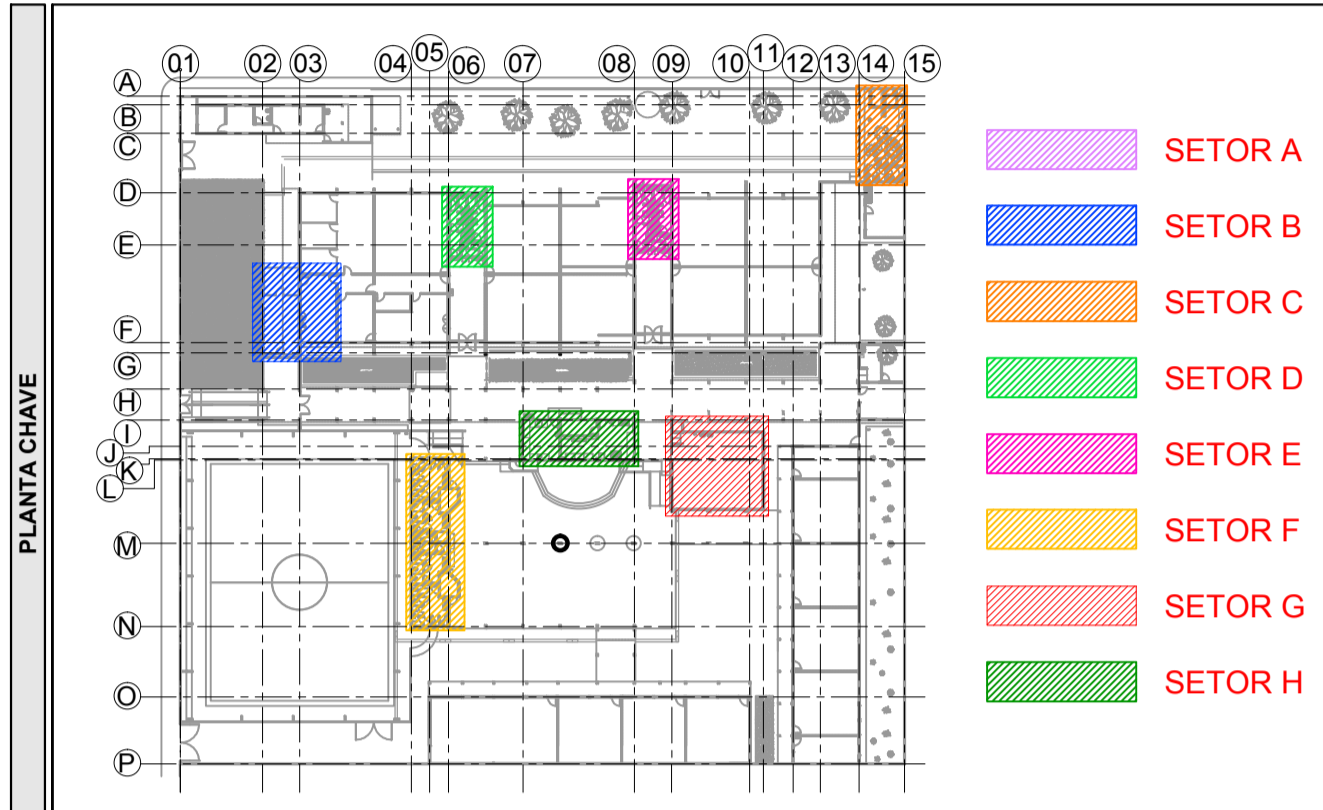 PLANTA CHAVE
01 02 03 04 05 06 07 08 09 10 11 12 13 14 15
A
B
C
D
E
F
G
H
I
J
K
L
M
N
O
P
SETOR A
SETOR B
SETOR C
SETOR D
SETOR E
SETOR F
SETOR G
SETOR H